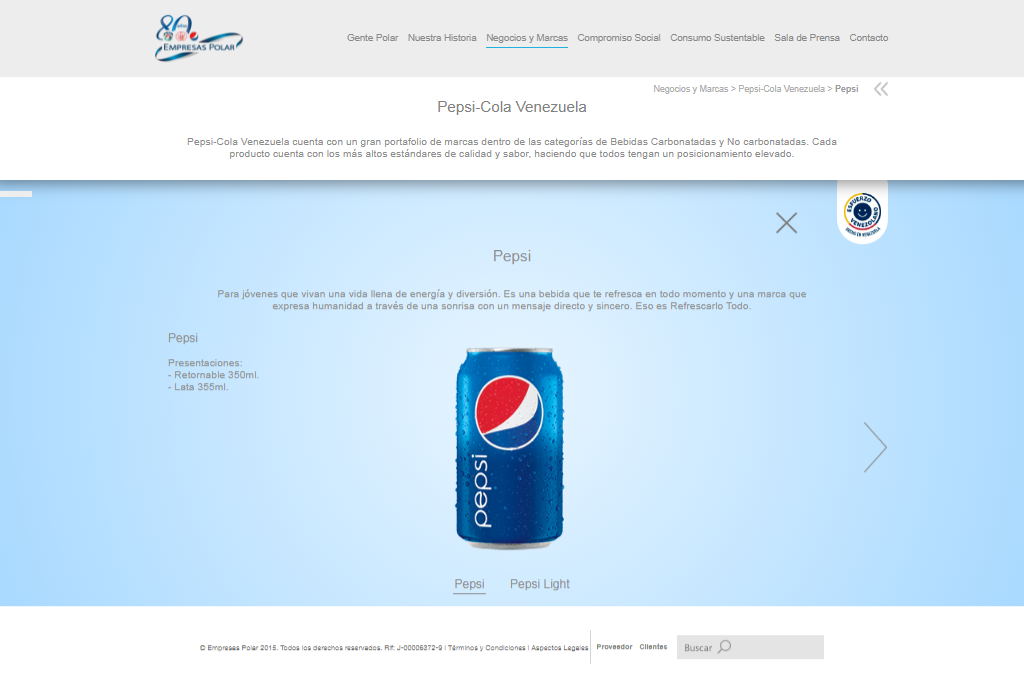 80 años
EMPRESAS POLAR
Gente Polar Nuestra Historia Negocios y Marcas Compromiso Social Consumo Sustentable Sala de Prensa Contacto
Negocios y Marcas > Pepsi-Cola Venezuela > Pepsi
Pepsi-Cola Venezuela
Pepsi-Cola Venezuela cuenta con un gran portafolio de marcas dentro de las categorías de Bebidas Carbonatadas y No carbonatadas. Cada
producto cuenta con los más altos estándares de calidad y sabor, haciendo que todos tengan un posicionamiento elevado.
ESFUERZO
VENEZOLANO
HECHO EN VENEZUELA
Pepsi
Para jóvenes que vivan una vida llena de energía y diversión. Es una bebida que te refresca en todo momento y una marca que
expresa humanidad a través de una sonrisa con un mensaje directo y sincero. Eso es Refrescarlo Todo.
Pepsi
Presentaciones:
- Retornable 350ml.
- Lata 355ml.
pepsi
Pepsi Pepsi Light
© Empresas Polar 2015. Todos los derechos reservados. Rif: J-00006372-9 | Términos y Condiciones | Aspectos Legales
Proveedor Clientes
Buscar